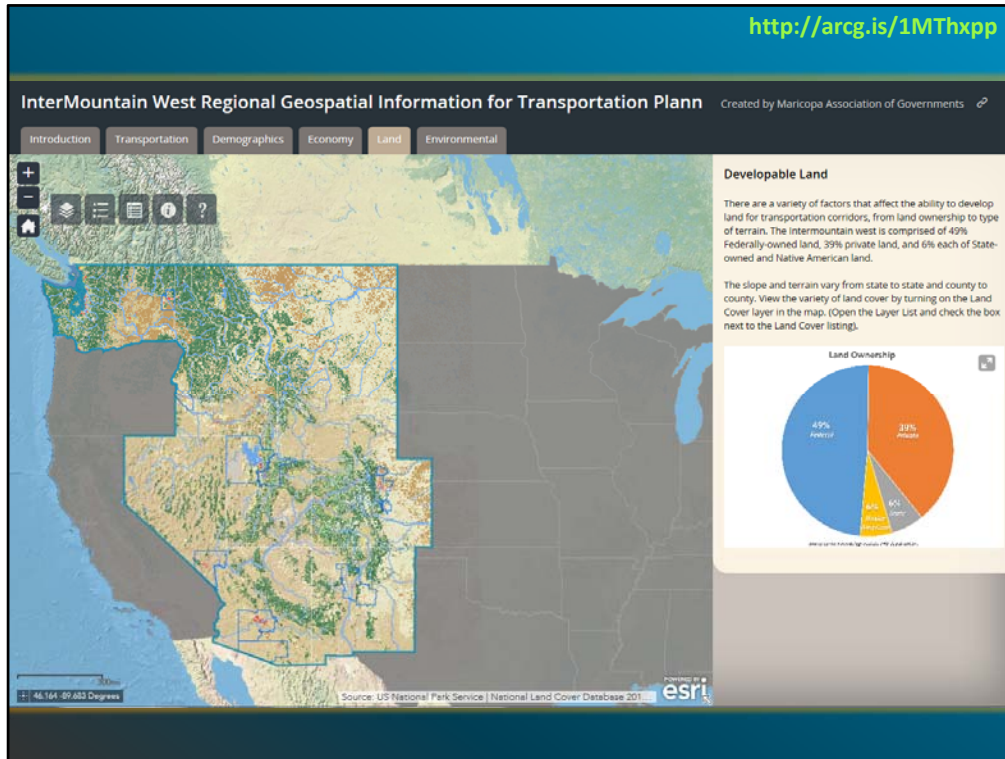 http://arcg.is/1MThxpp
InterMountain West Regional Geospatial Information for Transportation Plann
Created by Maricopa Association of Governments
Introduction
Transportation
Demographics
Economy
Land
Environmental
+
−
?
Developable Land
There are a variety of factors that affect the ability to develop
land for transportation corridors, from land ownership to type
of terrain. The Intermountain west is comprised of 49%
Federally-owned land, 39% private land, and 6% each of State-
owned and Native American land.
The slope and terrain vary from state to state and county to
county. View the variety of land cover by turning on the Land
Cover layer in the map. (Open the Layer List and check the box
next to the Land Cover listing).
Land Ownership
49%
Federal
39%
Private
6%
State
6%
Native
American
300mi
46.164 -89.683 Degrees
Source: US National Park Service | National Land Cover Database 201
POWERED BY
esri